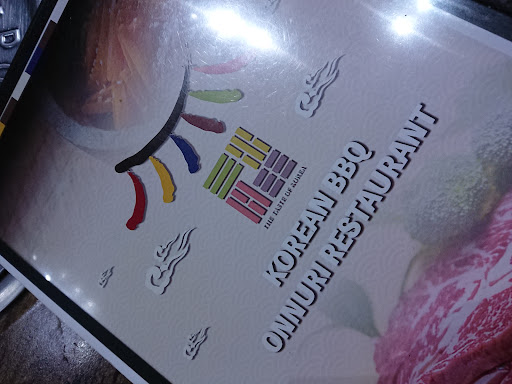 THE TASTE OF KOREA
KOREAN BBQ
ONNURI RESTAURANT